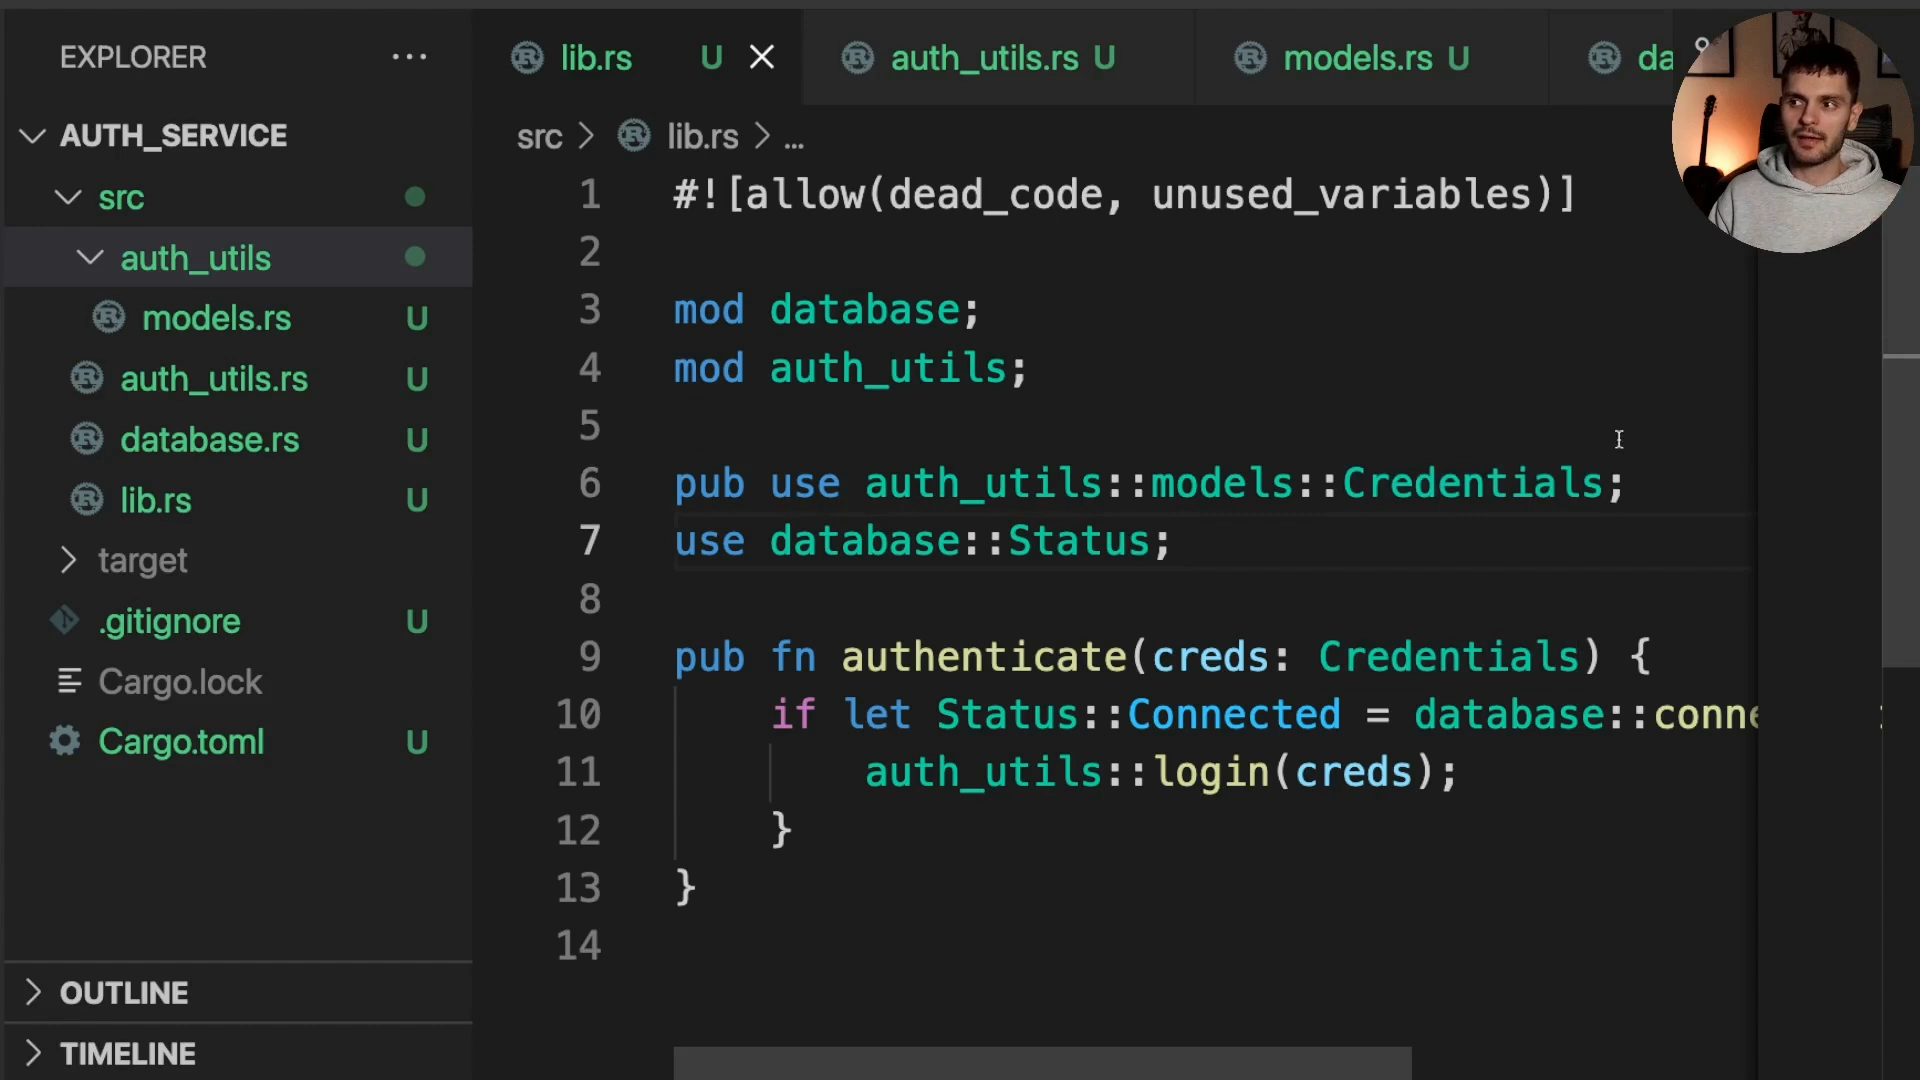 EXPLORER
AUTH_SERVICE
src
auth_utils
models.rs U
auth_utils.rs U
database.rs U
lib.rs U
target
.gitignore U
Cargo.lock
Cargo.toml U
OUTLINE
TIMELINE
lib.rs U
auth_utils.rs U
models.rs U
da
src > lib.rs > ...
1 #![allow(dead_code, unused_variables)]
2
3 mod database;
4 mod auth_utils;
5
6 pub use auth_utils::models::Credentials;
7 use database::Status;
8
9 pub fn authenticate(creds: Credentials) {
10 if let Status::Connected = database::conne
11 auth_utils::login(creds);
12 }
13 }
14